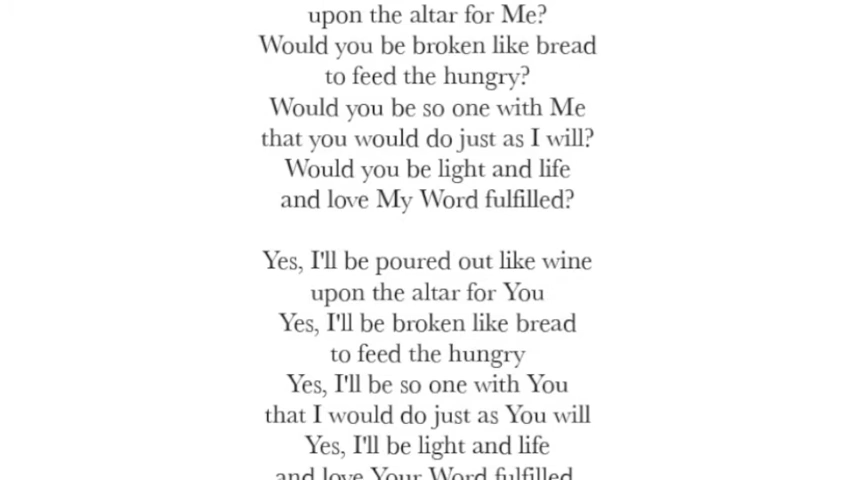 upon the altar for Me?
Would you be broken like bread
to feed the hungry?
Would you be so one with Me
that you would do just as I will?
Would you be light and life
and love My Word fulfilled?
Yes, I'll be poured out like wine
upon the altar for You
Yes, I'll be broken like bread
to feed the hungry
Yes, I'll be so one with You
that I would do just as You will
Yes, I'll be light and life
and love Your Word fulfilled